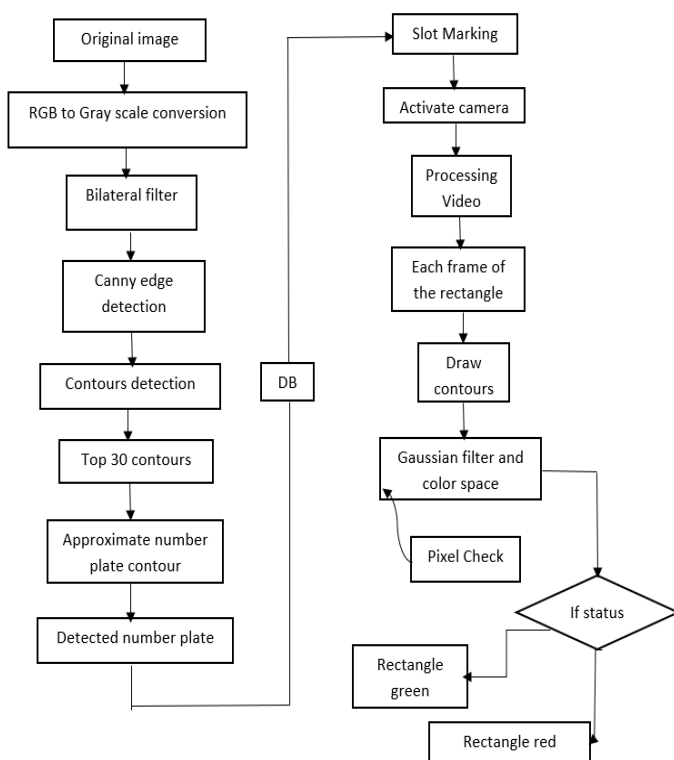 Original image
RGB to Gray scale conversion
Bilateral filter
Canny edge
detection
Contours detection
Top 30 contours
Approximate number
plate contour
Detected number plate
DB
Slot Marking
Activate camera
Processing
Video
Each frame of
the rectangle
Draw
contours
Gaussian filter and
color space
Pixel Check
If status
Rectangle
green
Rectangle red